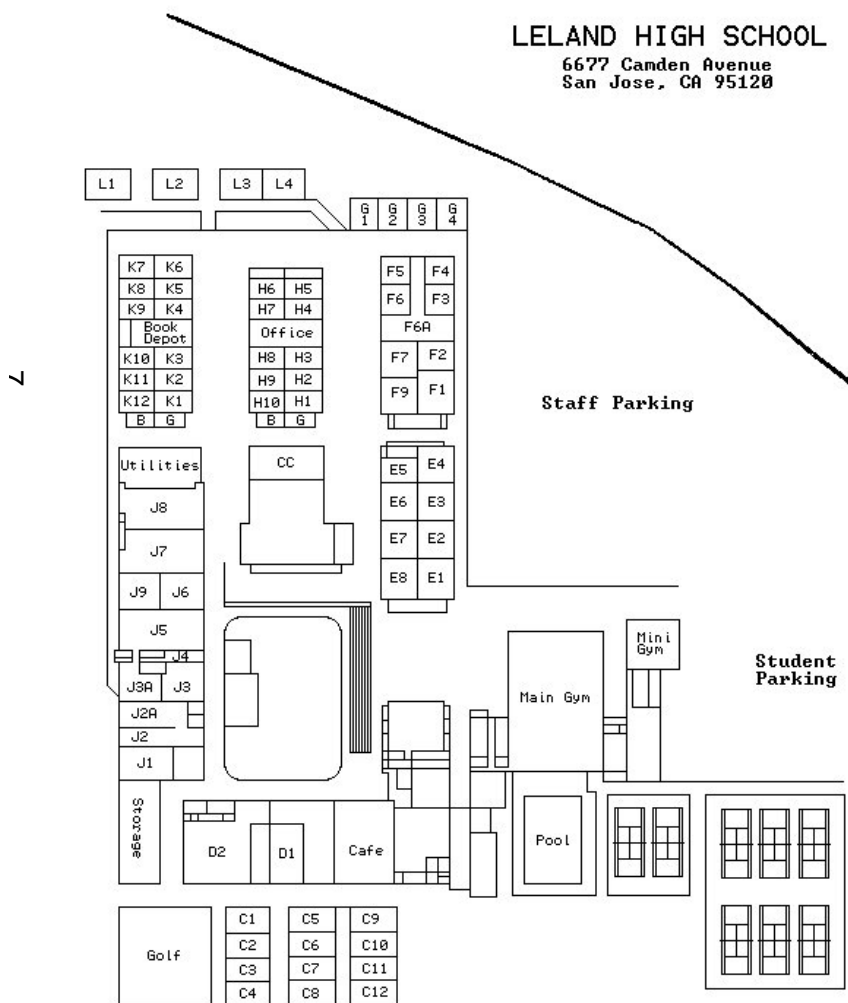 LELAND HIGH SCHOOL
6677 Camden Avenue
San Jose, CA 95120
L1 L2 L3 L4
G1 G2 G3 G4
K7 K6 H6 H5 F5 F4
K8 K5 H7 H4 F6 F3
K9 K4 Office F6A
Book
Depot
K10 K3 H8 H3 F7 F2
K11 K2 H9 H2 F9 F1
K12 K1 H10 H1
B G B G
7
Staff Parking
Utilities CC E5 E4
J8 E6 E3
J7 E7 E2
J9 J6 E8 E1
J5
J4
J3A J3
J2A
J2
J1
Mini
Gym
Main Gym
Student
Parking
Storage
D2 D1 Cafe Pool
Golf
C1 C5 C9
C2 C6 C10
C3 C7 C11
C4 C8 C12